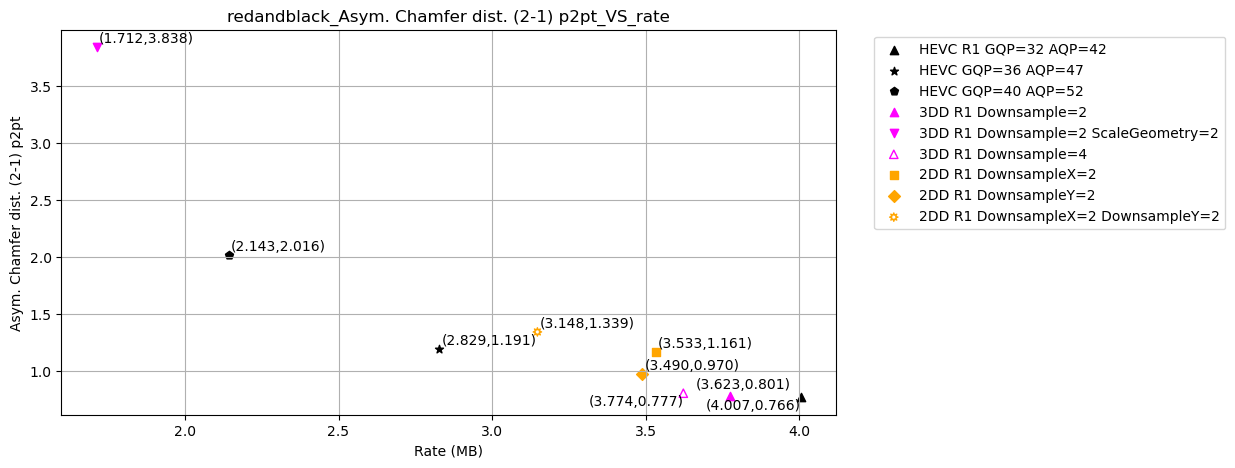 redandblack_Asym. Chamfer dist. (2-1) p2pt_VS_rate
Asym. Chamfer dist. (2-1) p2pt
3.5
3.0
2.5
2.0
1.5
1.0
(1.712,3.838)
(2.143,2.016)
(3.148,1.339)
(2.829,1.191)
(3.533,1.161)
(3.490,0.970)
(3.623,0.801)
(3.774,0.777)
(4.007,0.766)
2.0
2.5
3.0
3.5
4.0
Rate (MB)
HEVC R1 GQP=32 AQP=42
HEVC GQP=36 AQP=47
HEVC GQP=40 AQP=52
3DD R1 Downsample=2
3DD R1 Downsample=2 ScaleGeometry=2
3DD R1 Downsample=4
2DD R1 DownsampleX=2
2DD R1 DownsampleY=2
2DD R1 DownsampleX=2 DownsampleY=2